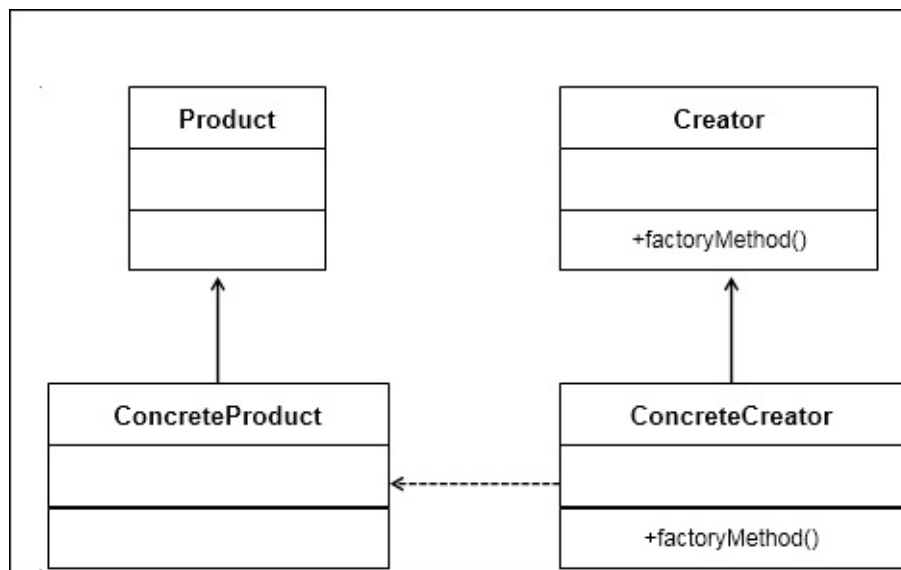 Product
Creator
+factoryMethod()
ConcreteProduct
ConcreteCreator
+factoryMethod()